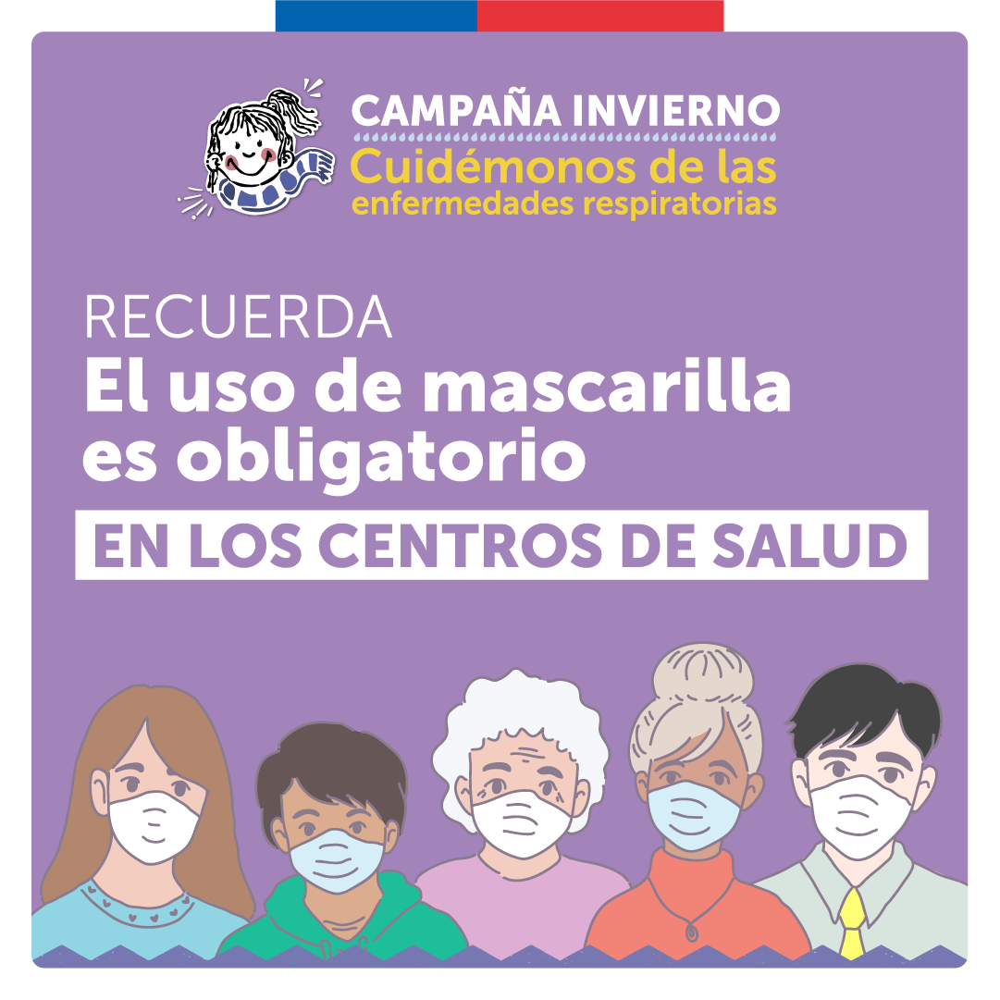 CAMPAÑA INVIERNO
Cuidémonos de las
enfermedades respiratorias
RECUERDA
El uso de mascarilla
es obligatorio
EN LOS CENTROS DE SALUD